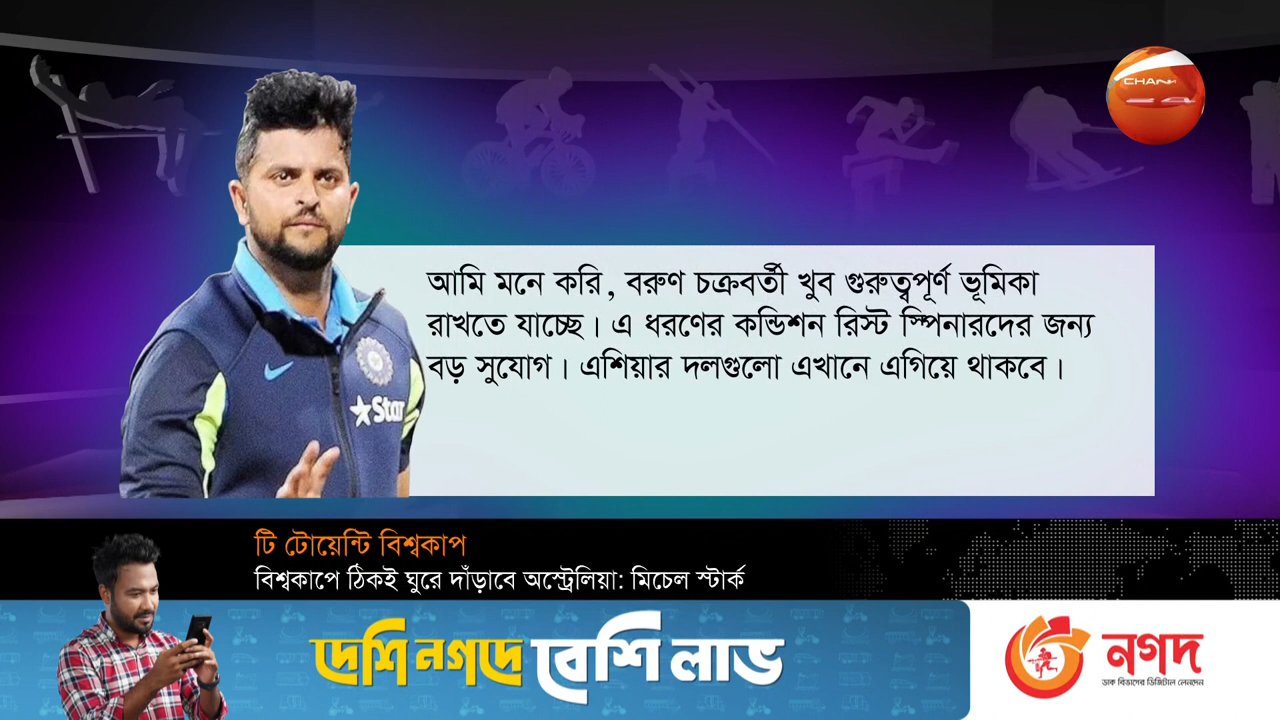 CHAN
আমি মনে করি, বরুণ চক্রবর্তী খুব গুরুত্বপূর্ণ ভূমিকা
রাখতে যাচ্ছে। এ ধরণের কন্ডিশন রিস্ট স্পিনারদের জন্য
বড় সুযোগ। এশিয়ার দলগুলো এখানে এগিয়ে থাকবে।
Star
টি টোয়েন্টি বিশ্বকাপ
বিশ্বকাপে ঠিকই ঘুরে দাঁড়াবে অস্ট্রেলিয়া: মিচেল স্টার্ক
দেশি নগদে বেশি লাভ
নগদ
ডাক বিভাগের ডিজিটাল লেনদেন